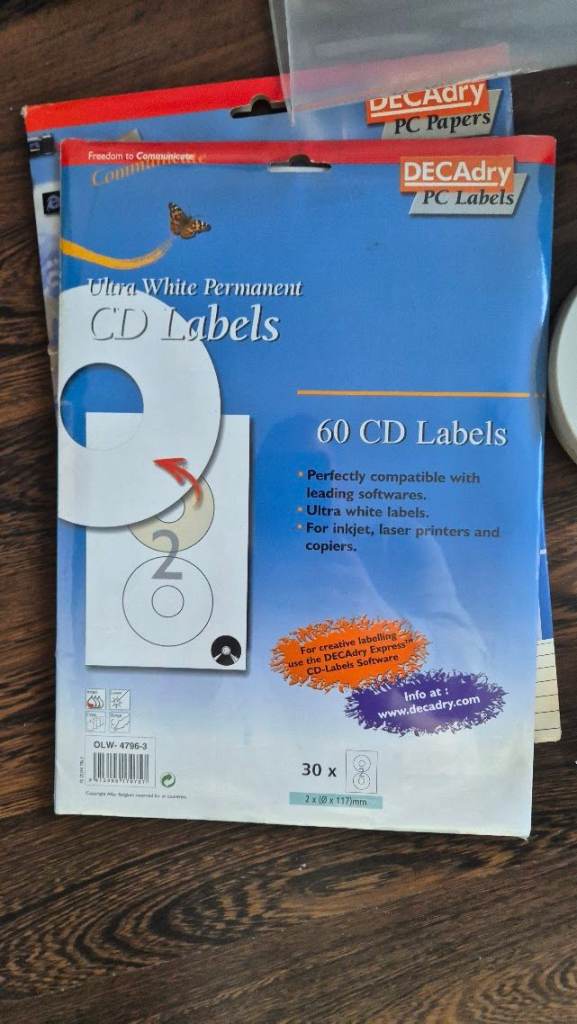 DECAdry
PC Papers
Freedom to Communicate
Communicate
DECAdry
PC Labels
Ultra White Permanent
CD Labels
60 CD Labels
Perfectly compatible with
leading softwares.
Ultra white labels.
For inkjet, laser printers and
copiers.
2
For creative labelling
use the DECAdry Express™
CD-Labels Software
Info at :
www.decadry.com
OLW- 4796-3
30 x
2 x (Ø x 117)mm